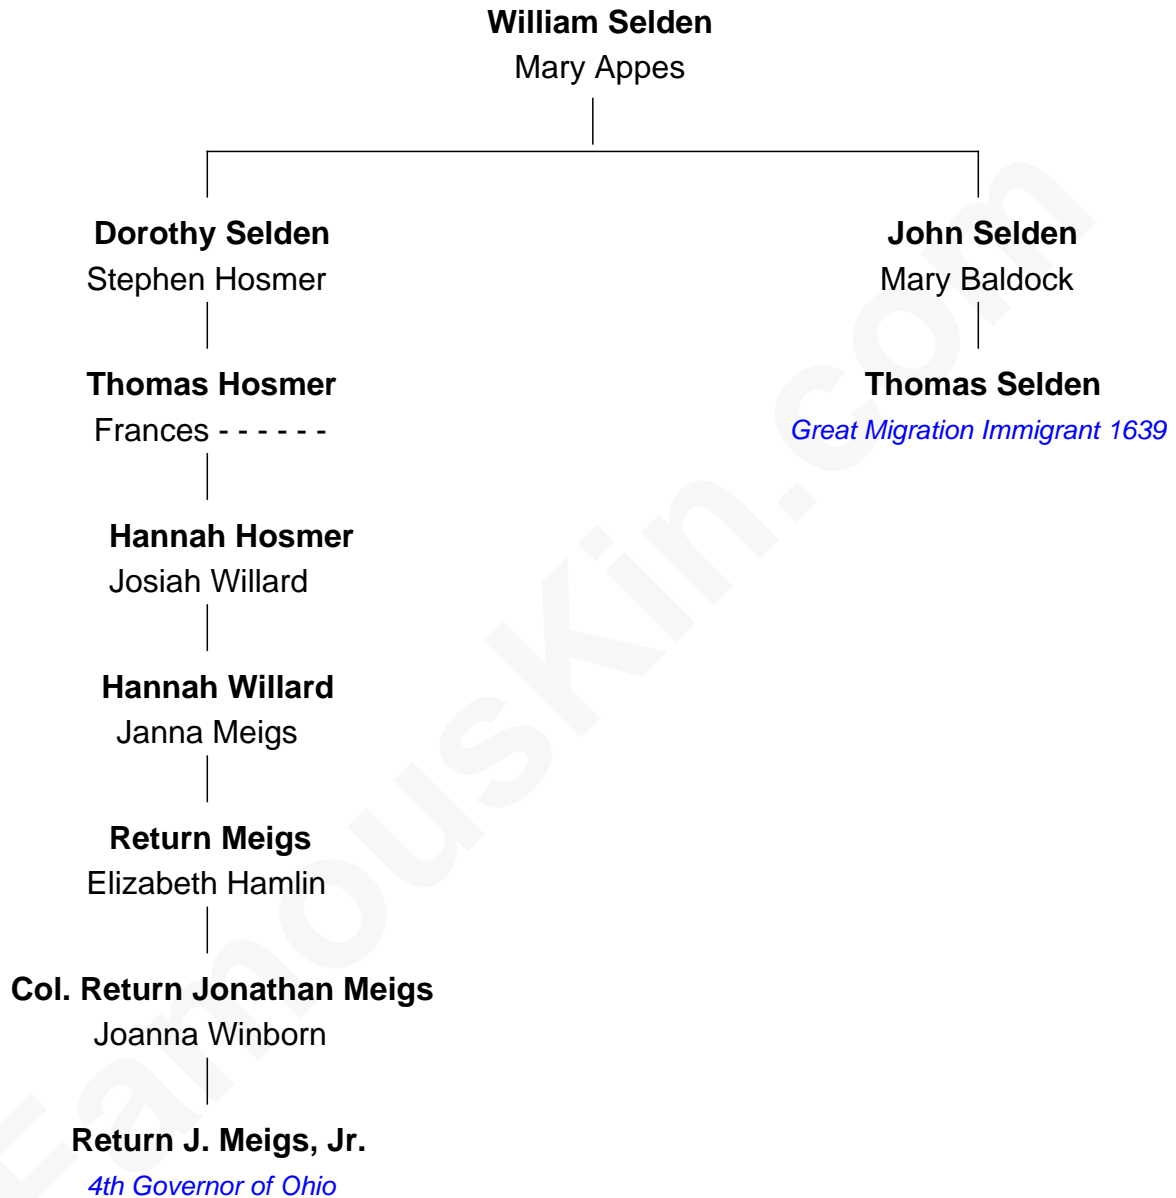 William Selden
Mary Appes
Dorothy Selden
Stephen Hosmer
John Selden
Mary Baldock
Thomas Hosmer
Frances - - - - - -
Thomas Selden
Great Migration Immigrant 1639
Hannah Hosmer
Josiah Willard
Hannah Willard
Janna Meigs
Return Meigs
Elizabeth Hamlin
Col. Return Jonathan Meigs
Joanna Winborn
Return J. Meigs, Jr.
4th Governor of Ohio
FamousKin.com